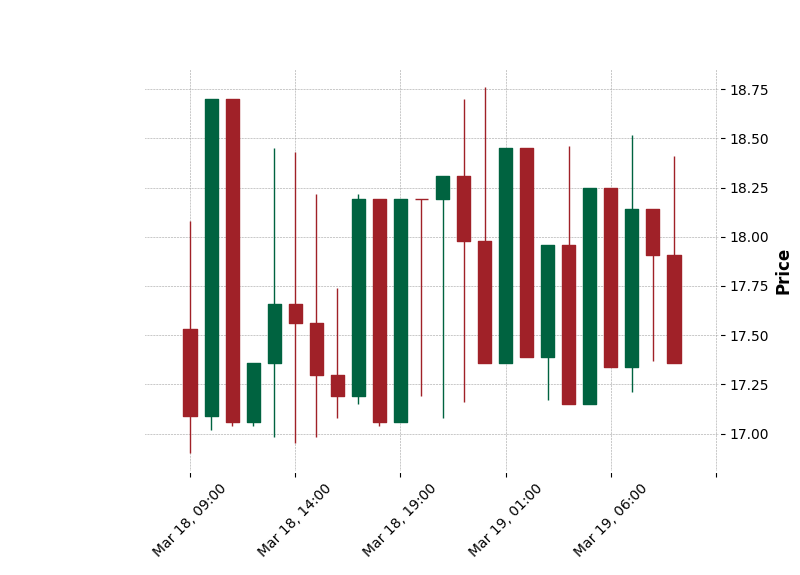 18.75
18.50
18.25
18.00
17.75
17.50
17.25
17.00
Price
Mar 18, 09:00
Mar 18, 14:00
Mar 18, 19:00
Mar 19, 01:00
Mar 19, 06:00